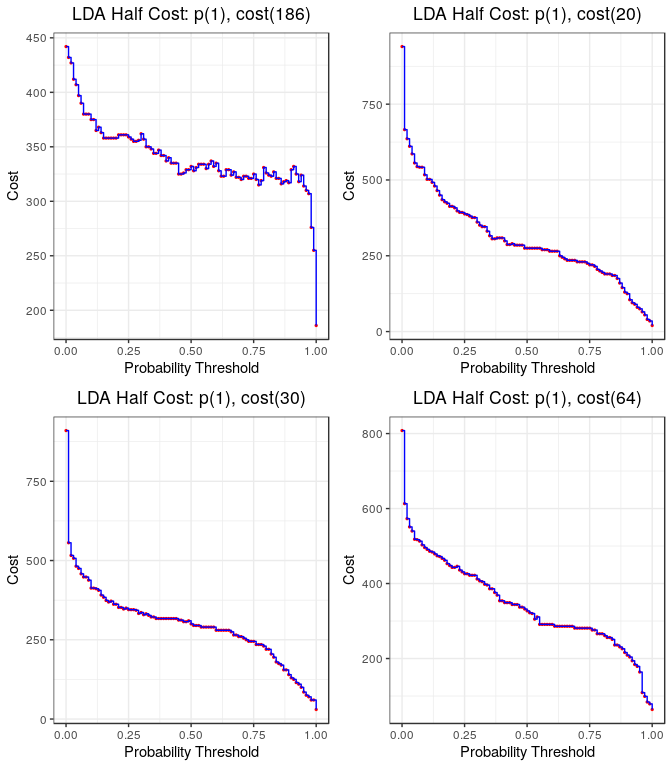 LDA Half Cost: p(1), cost(186)
450
400
350
300
250
200
Cost
0.00 0.25 0.50 0.75 1.00
Probability Threshold
LDA Half Cost: p(1), cost(20)
750
500
250
0
Cost
0.00 0.25 0.50 0.75 1.00
Probability Threshold
LDA Half Cost: p(1), cost(30)
750
500
250
0
Cost
0.00 0.25 0.50 0.75 1.00
Probability Threshold
LDA Half Cost: p(1), cost(64)
800
600
400
200
Cost
0.00 0.25 0.50 0.75 1.00
Probability Threshold